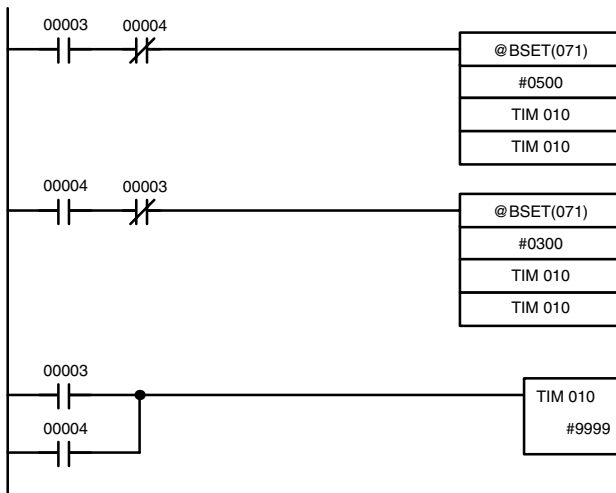 00003 00004
@BSET(071)
#0500
TIM 010
TIM 010
00004 00003
@BSET(071)
#0300
TIM 010
TIM 010
00003
TIM 010
#9999
00004